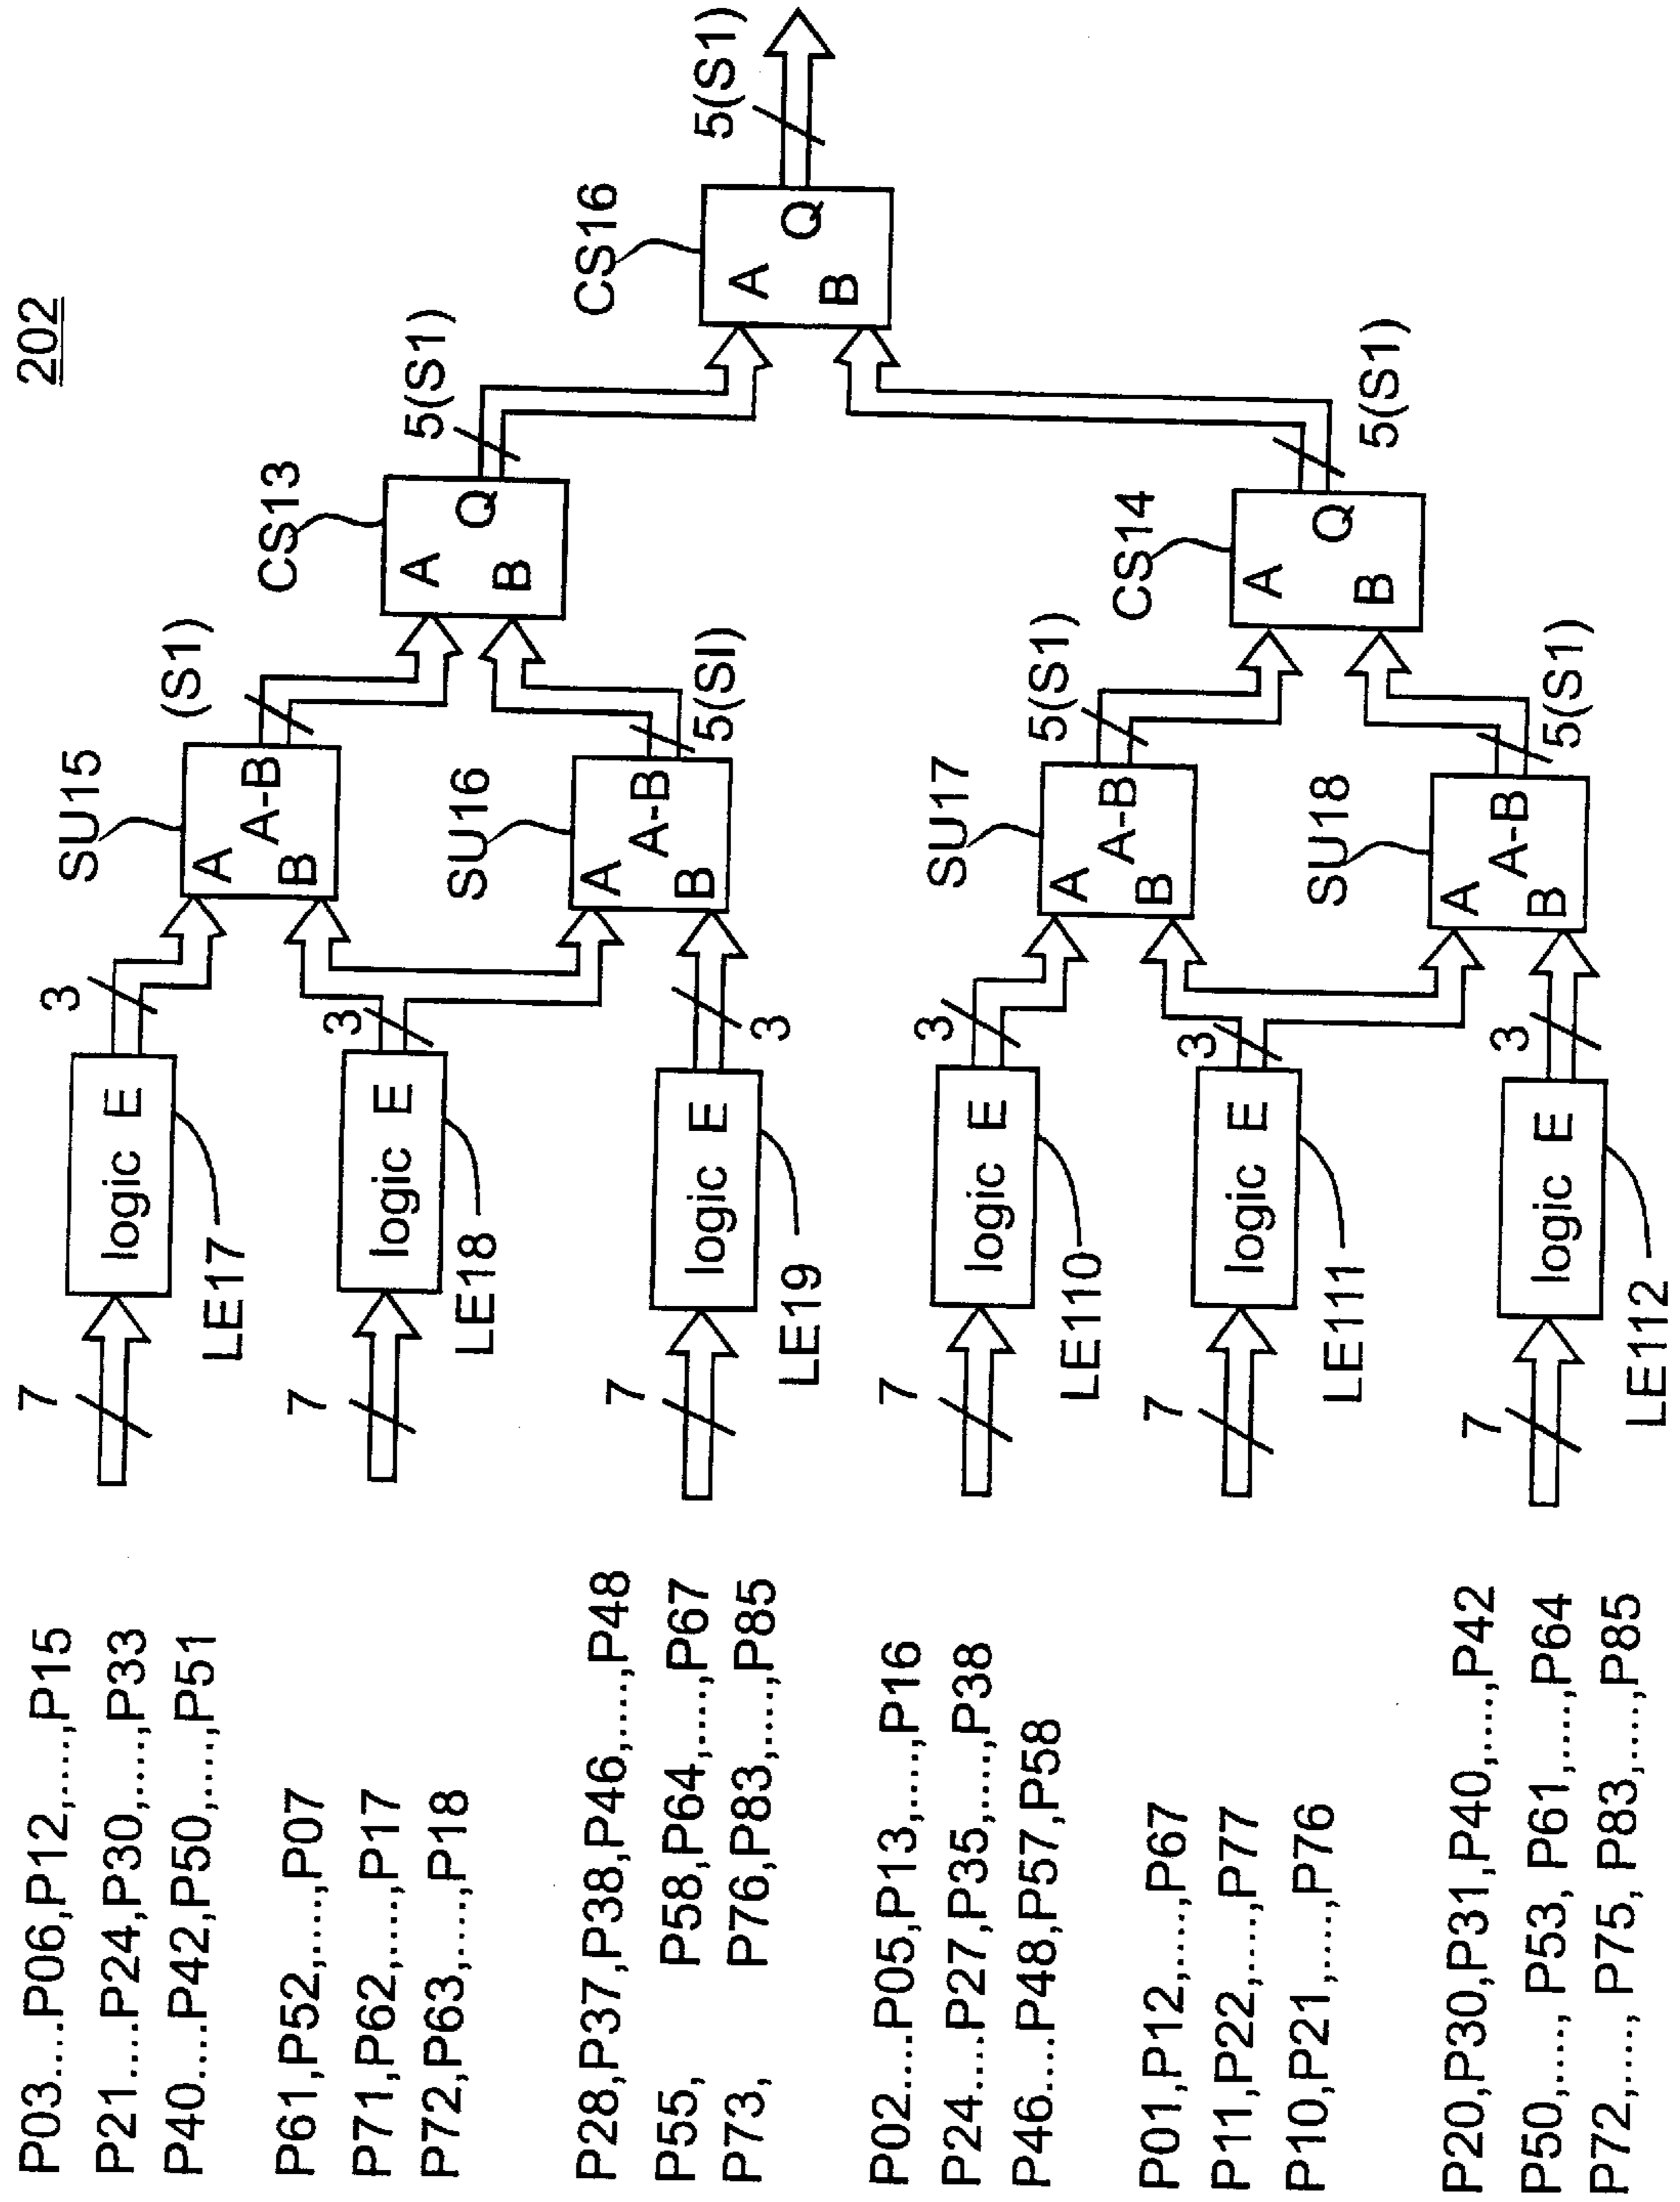 202
P03....P06,P12,....,P15
P21....P24,P30,....,P33
P40....P42,P50,....,P51
7
logic E
LE17
3
SU15
A
B
A-B
(S1)
P61,P52,....,P07
P71,P62,....,P17
P72,P63,....,P18
7
logic E
LE18
3
SU16
A
B
A-B
5(SI)
CS13
A
B
Q
5(S1)
P28,P37,P38,P46,....,P48
P55, P58,P64,....,P67
P73, P76,P83,....,P85
7
logic E
LE19
3
CS16
A
B
Q
5(S1)
P02....P05,P13,....,P16
P24....P27,P35,....,P38
P46....P48,P57,P58
7
logic E
LE110
3
SU17
A
B
A-B
5(S1)
P01,P12,....,P67
P11,P22,....,P77
P10,P21,....,P76
7
logic E
LE111
3
SU18
A
B
A-B
5(S1)
CS14
A
B
Q
5(S1)
P20,P30,P31,P40,....,P42
P50,...., P53, P61,....,P64
P72,...., P75, P83,....,P85
7
logic E
LE112
3